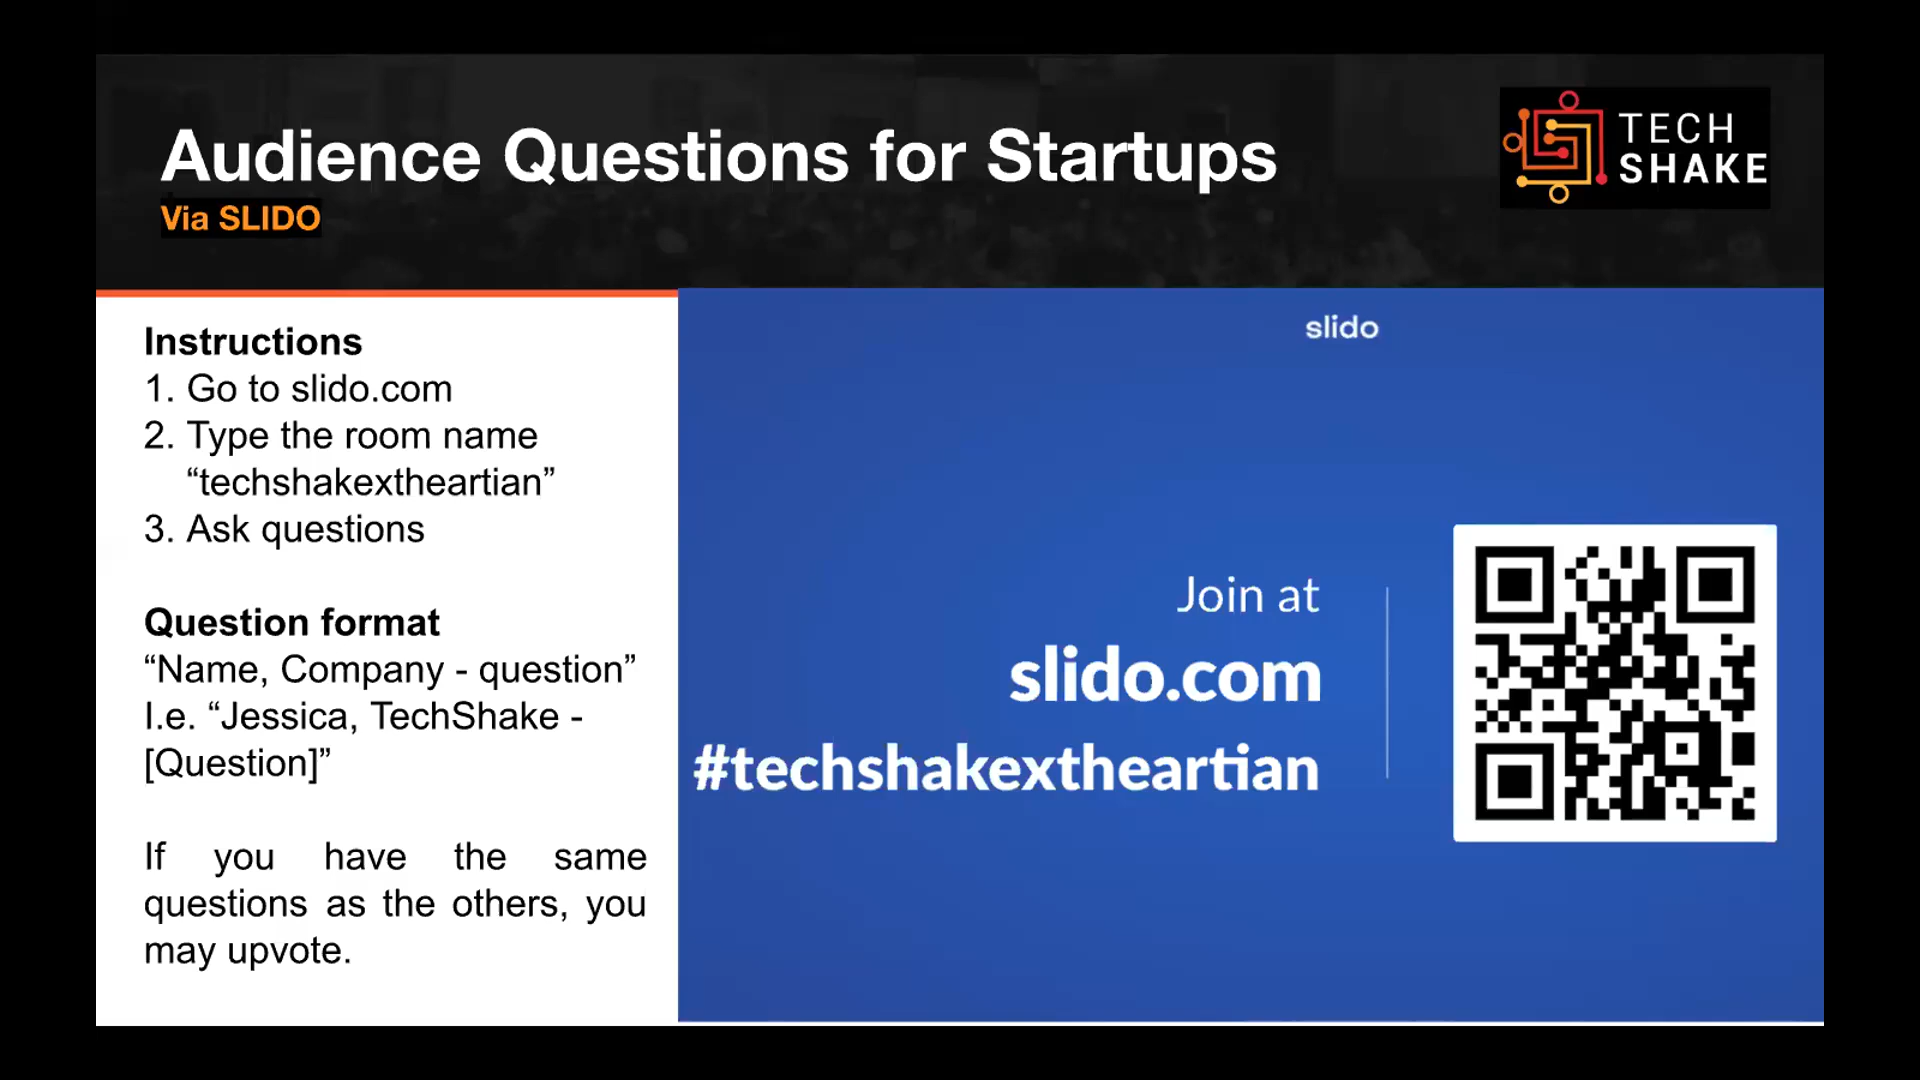 Audience Questions for Startups
Via SLIDO
TECH
SHAKE
Instructions
1. Go to slido.com
2. Type the room name
“techshakextheartian”
3. Ask questions
Question format
“Name, Company - question”
I.e. “Jessica, TechShake -
[Question]”
If you have the same
questions as the others, you
may upvote.
slido
Join at
slido.com
#techshakextheartian